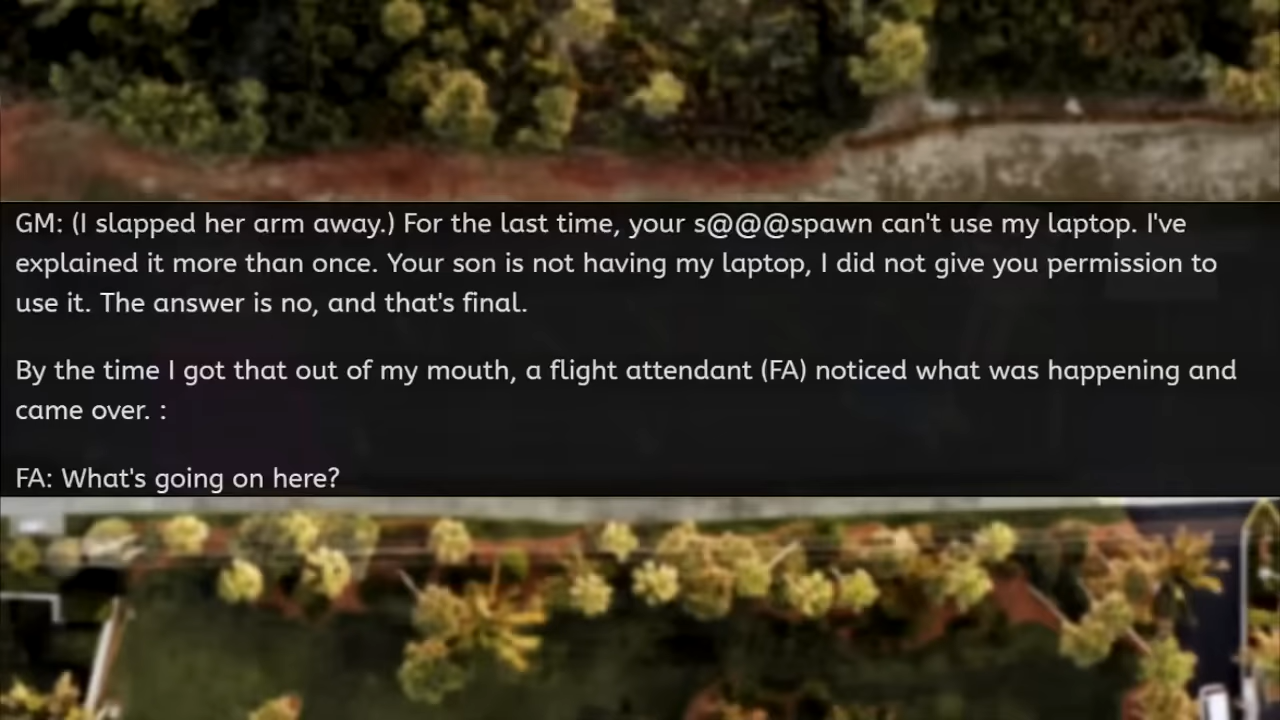 GM: (I slapped her arm away.) For the last time, your s@@@spawn can't use my laptop. I've
explained it more than once. Your son is not having my laptop, I did not give you permission to
use it. The answer is no, and that's final.
By the time I got that out of my mouth, a flight attendant (FA) noticed what was happening and
came over. :
FA: What's going on here?